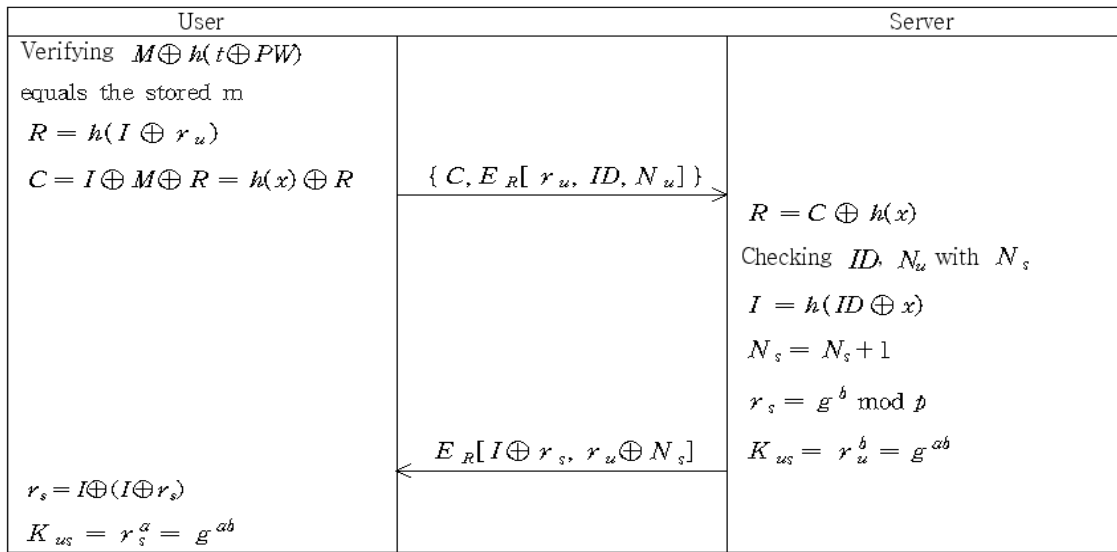 User Server
Verifying M⊕h(t⊕PW)
equals the stored m
R = h(I ⊕ r_u)
C = I⊕M⊕R = h(x)⊕R
{ C, E_R[ r_u, ID, N_u] }
R = C ⊕ h(x)
Checking ID, N_u with N_s
I = h(ID⊕x)
N_s = N_s+1
r_s = g^b mod p
E_R[I⊕r_s, r_u⊕N_s]
K_us = r_u^b = g^ab
r_s = I⊕(I⊕r_s)
K_us = r_s^a = g^ab